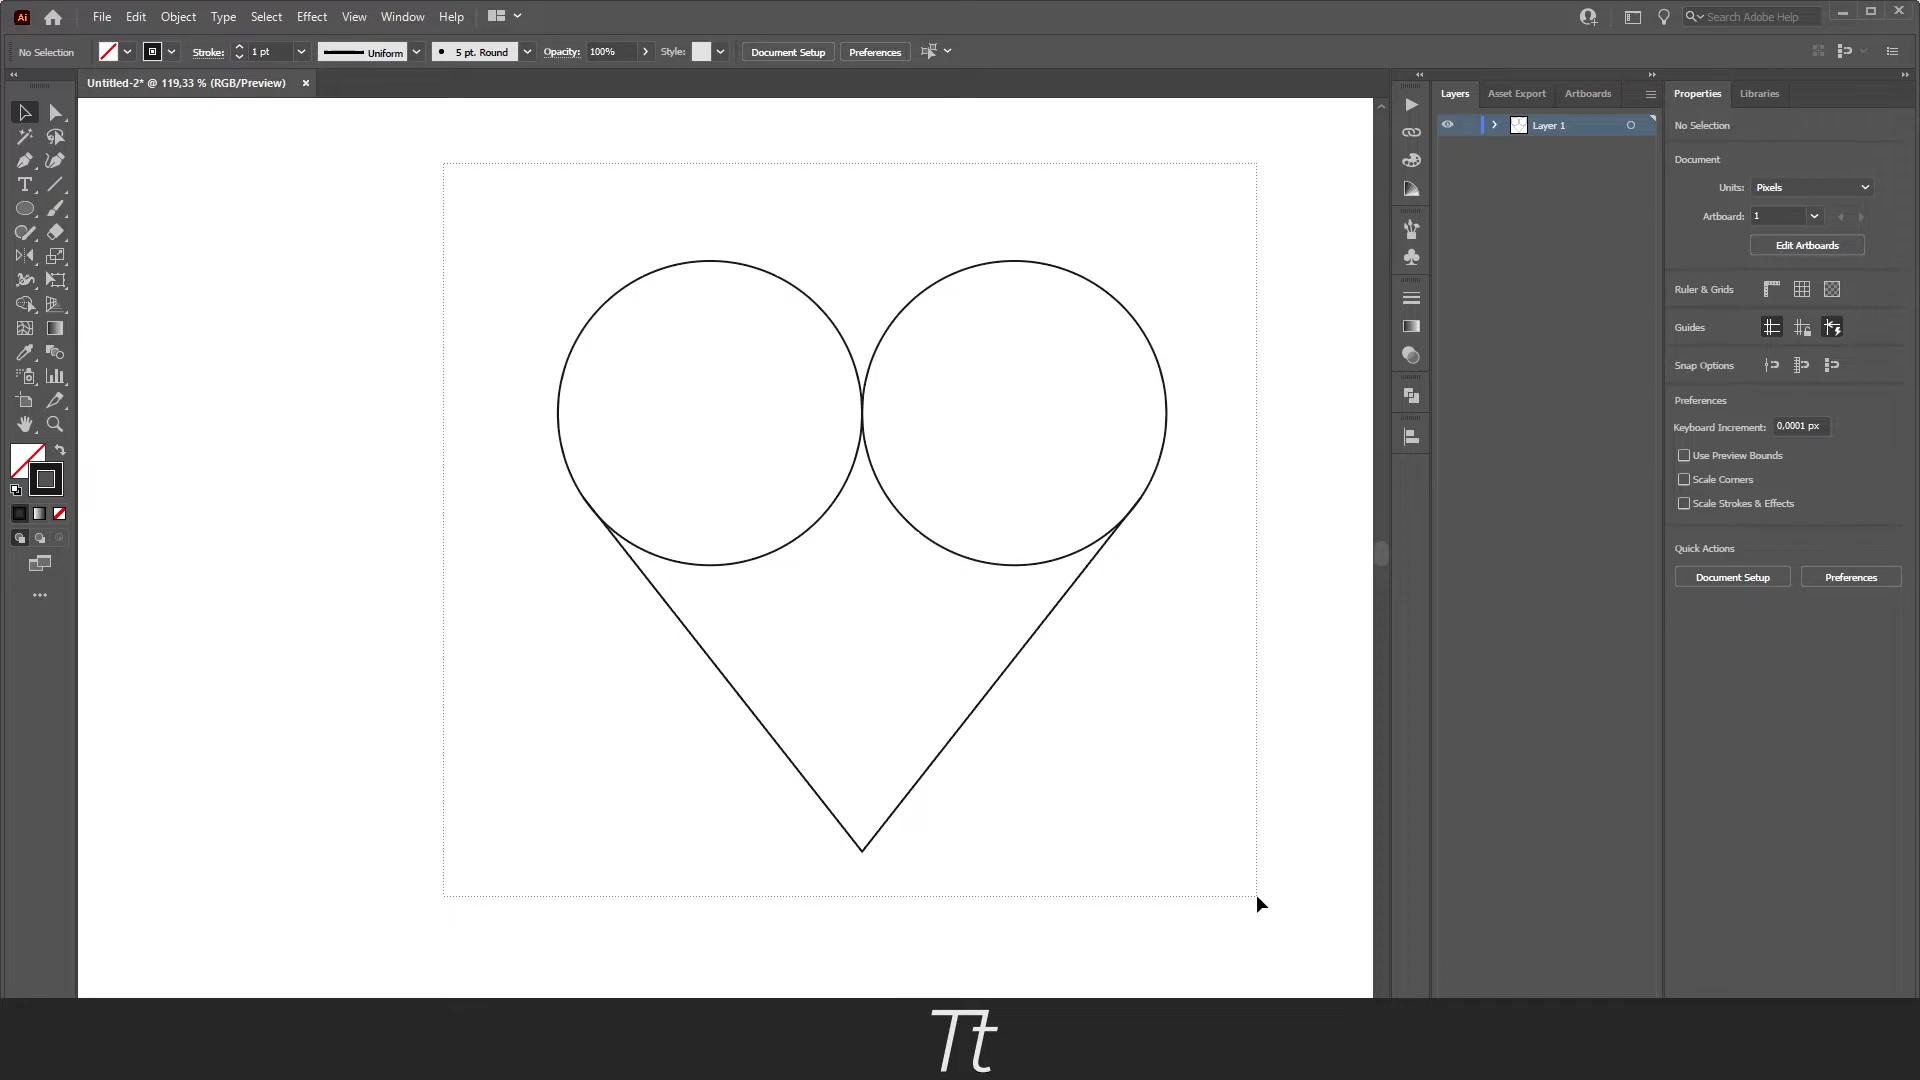 Ai File Edit Object Type Select Effect View Window Help Search Adobe Help
No Selection Stroke: 1 pt Uniform 5 pt. Round Opacity: 100% Style: Document Setup Preferences
Untitled-2* @ 119,33 % (RGB/Preview)
Layers Asset Export Artboards Properties Libraries
Layer 1
No Selection
Document
Units: Pixels
Artboard: 1
Edit Artboards
Ruler & Grids
Guides
Snap Options
Preferences
Keyboard Increment: 0,0001 px
Use Preview Bounds
Scale Corners
Scale Strokes & Effects
Quick Actions
Document Setup Preferences
Tt